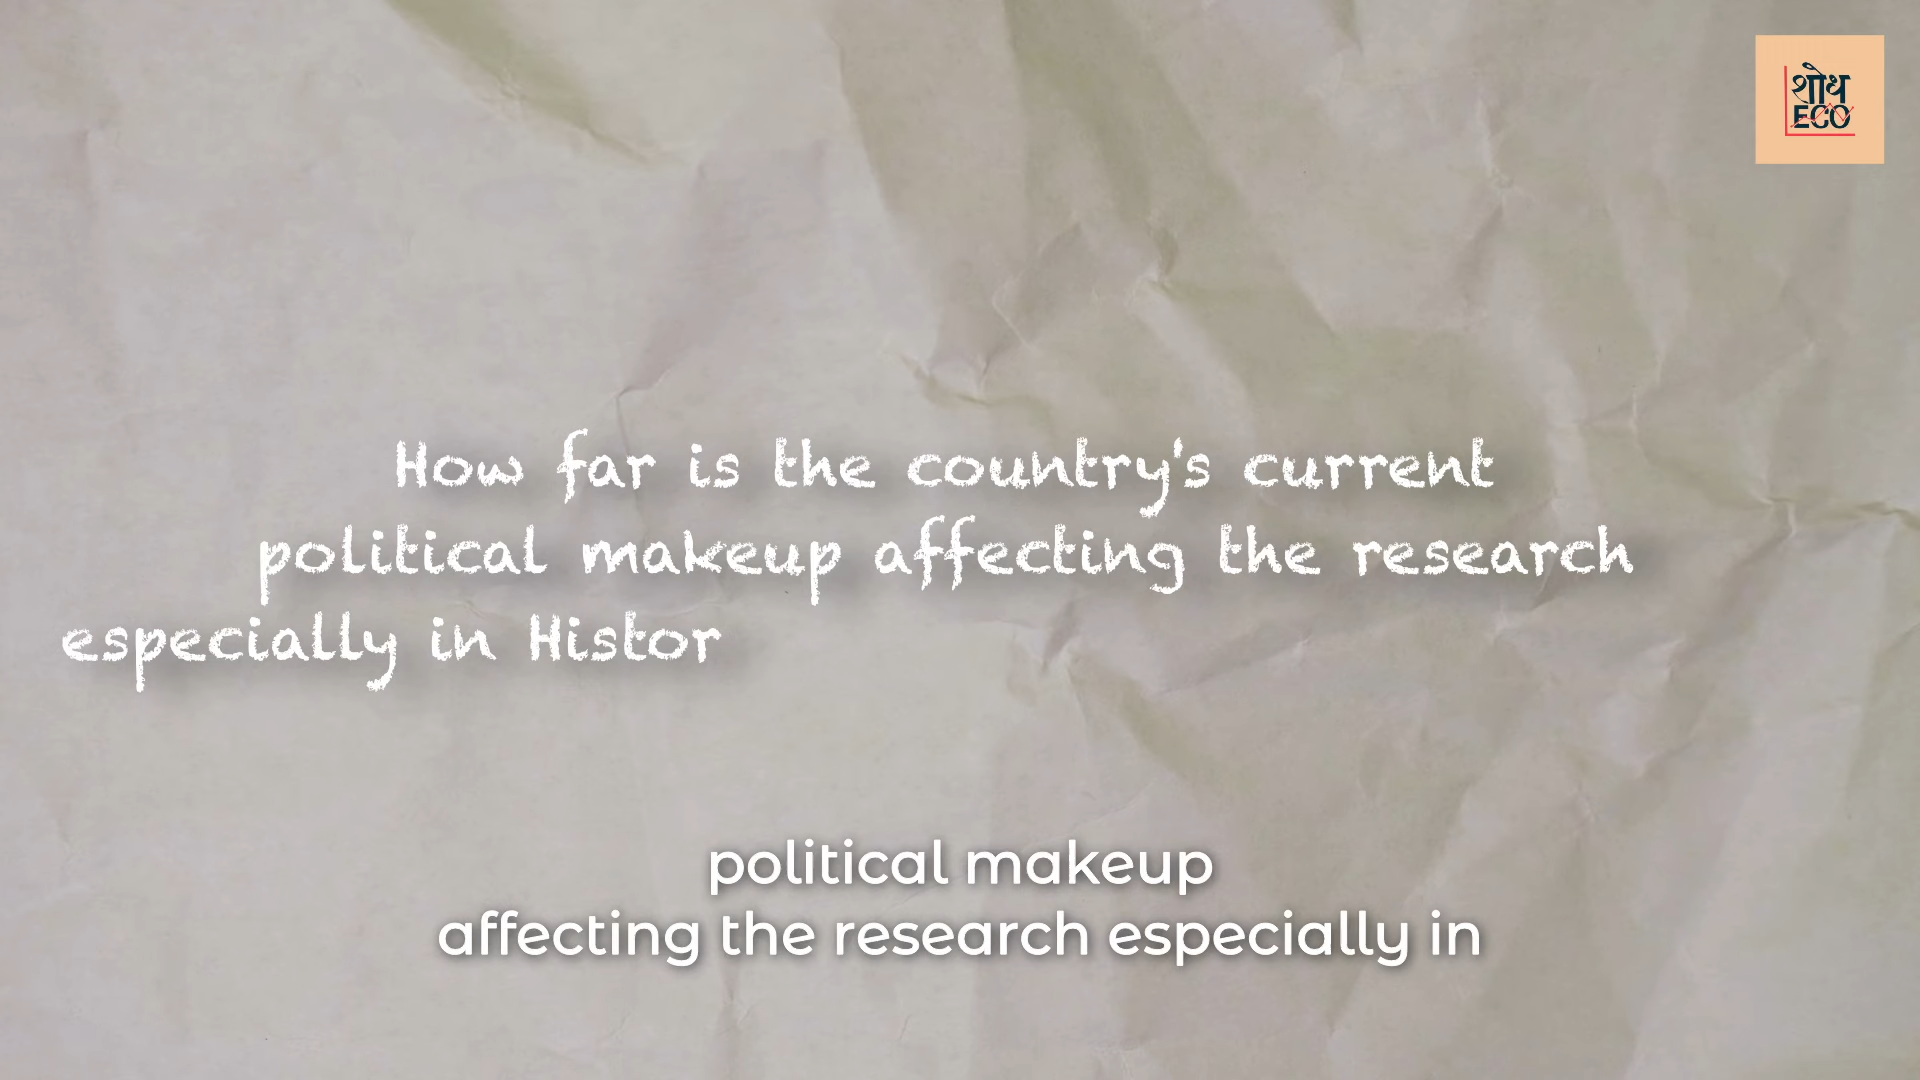 शोध
ECO
How far is the country's current
political makeup affecting the research
especially in Histor
political makeup
affecting the research especially in